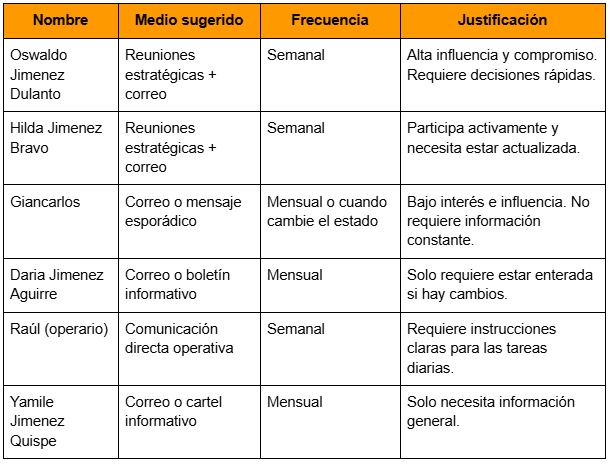 Nombre Medio sugerido Frecuencia Justificación
Oswaldo Jimenez Dulanto Reuniones estratégicas + correo Semanal Alta influencia y compromiso. Requiere decisiones rápidas.
Hilda Jimenez Bravo Reuniones estratégicas + correo Semanal Participa activamente y necesita estar actualizada.
Giancarlos Correo o mensaje esporádico Mensual o cuando cambie el estado Bajo interés e influencia. No requiere información constante.
Daria Jimenez Aguirre Correo o boletín informativo Mensual Solo requiere estar enterada si hay cambios.
Raúl (operario) Comunicación directa operativa Semanal Requiere instrucciones claras para las tareas diarias.
Yamile Jimenez Quispe Correo o cartel informativo Mensual Solo necesita información general.